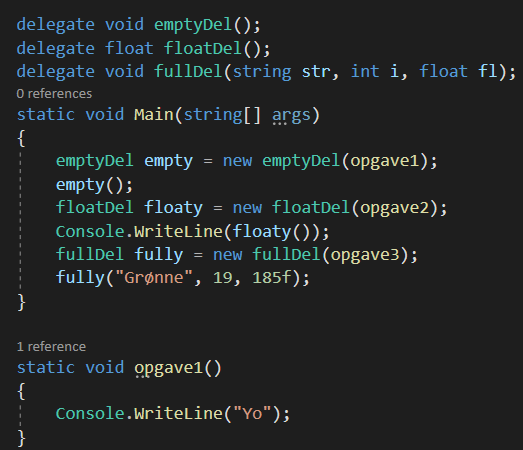 delegate void emptyDel();
delegate float floatDel();
delegate void fullDel(string str, int i, float fl);
0 references
static void Main(string[] args)
{
emptyDel empty = new emptyDel(opgave1);
empty();
floatDel floaty = new floatDel(opgave2);
Console.WriteLine(floaty());
fullDel fully = new fullDel(opgave3);
fully("Grønne", 19, 185f);
}
1 reference
static void opgave1()
{
Console.WriteLine("Yo");
}